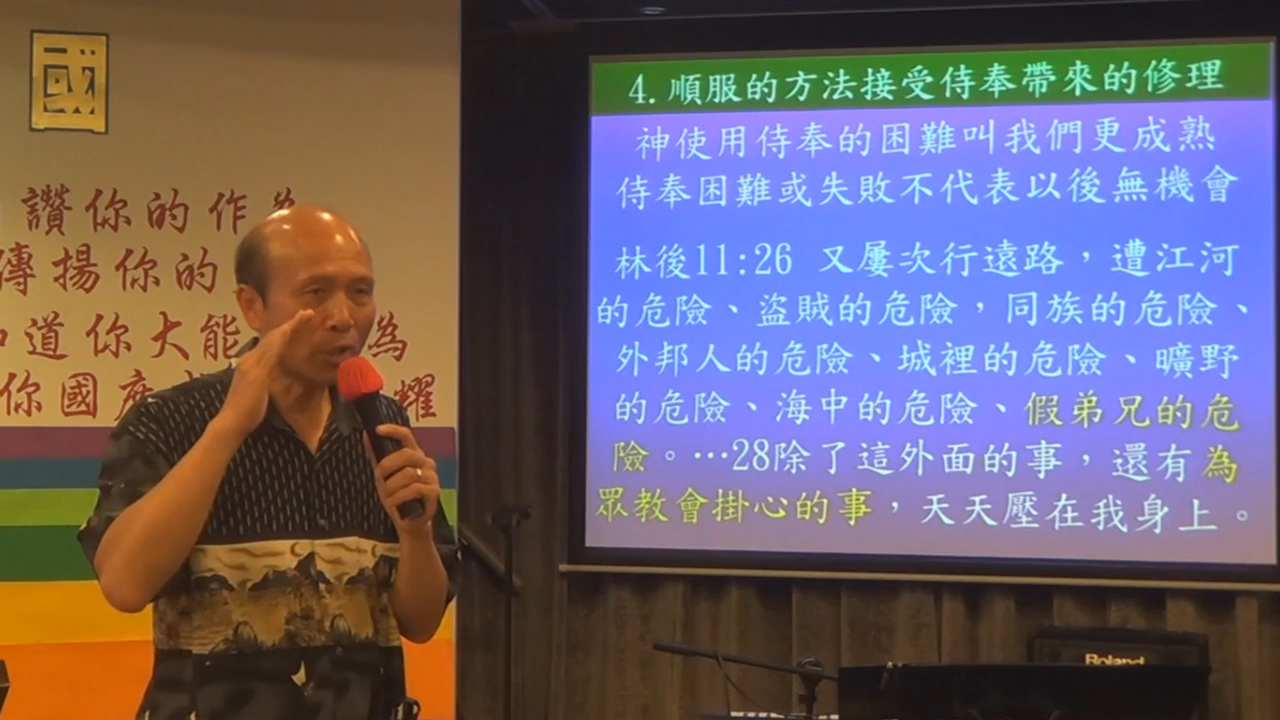 國
讚你的作為
傳揚你的
道你大能 為
你國度 耀
4.順服的方法接受侍奉帶來的修理
神使用侍奉的困難叫我們更成熟
侍奉困難或失敗不代表以後無機會
林後11:26 又屢次行遠路，遭江河
的危險、盜賊的危險，同族的危險、
外邦人的危險、城裡的危險、曠野
的危險、海中的危險、假弟兄的危
險。…28除了這外面的事，還有為
眾教會掛心的事，天天壓在我身上。
Roland